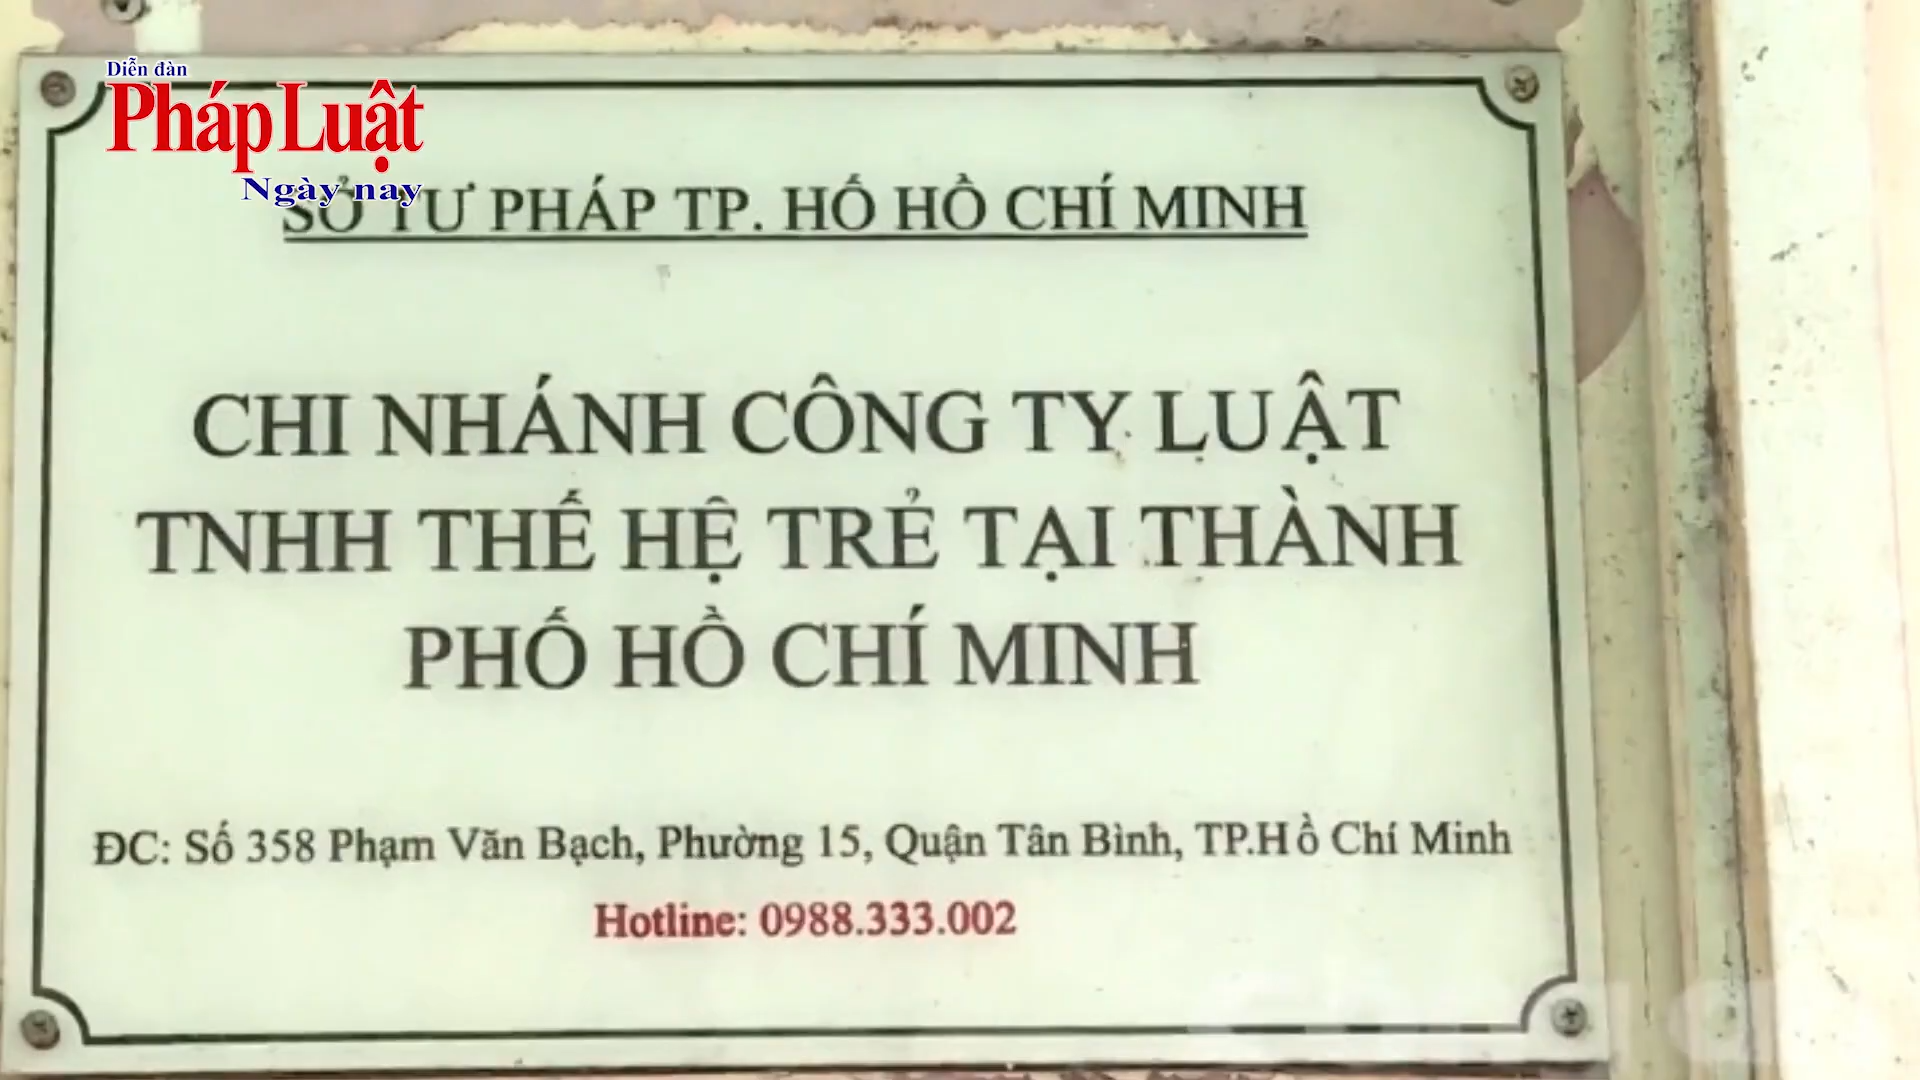 Diễn đàn
Pháp Luật
Ngày nay
SỞ TƯ PHÁP TP. HỐ HỒ CHÍ MINH
CHI NHÁNH CÔNG TY LUẬT
TNHH THẾ HỆ TRẺ TẠI THÀNH
PHỐ HỒ CHÍ MINH
ĐC: Số 358 Phạm Văn Bạch, Phường 15, Quận Tân Bình, TP.Hồ Chí Minh
Hotline: 0988.333.002